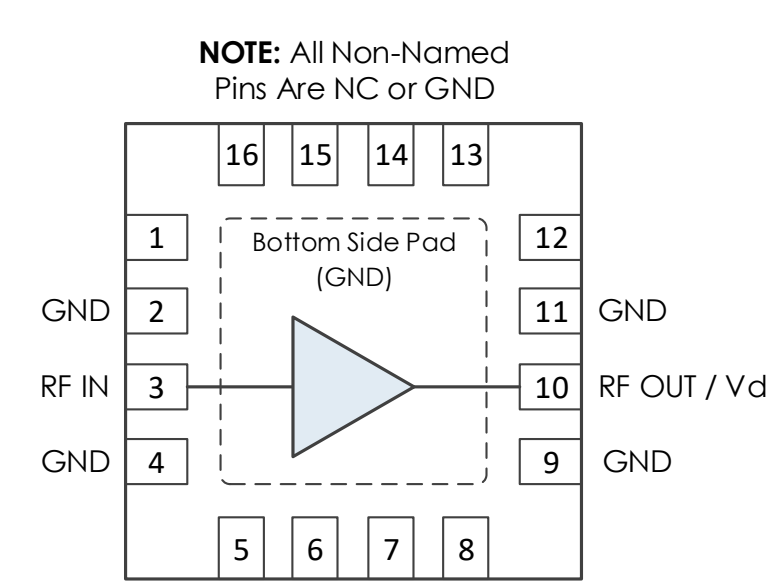 NOTE: All Non-Named
Pins Are NC or GND
16 15 14 13
1 Bottom Side Pad 12
(GND)
GND 2 11 GND
RF IN 3 10 RF OUT / Vd
GND 4 9 GND
5 6 7 8